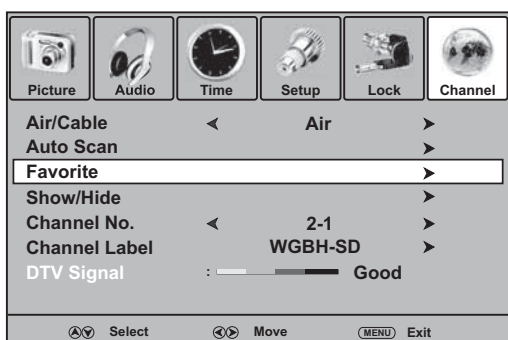 Picture Audio Time Setup Lock Channel
Air/Cable Air
Auto Scan
Favorite
Show/Hide
Channel No. 2-1
Channel Label WGBH-SD
DTV Signal : Good
Select Move MENU Exit